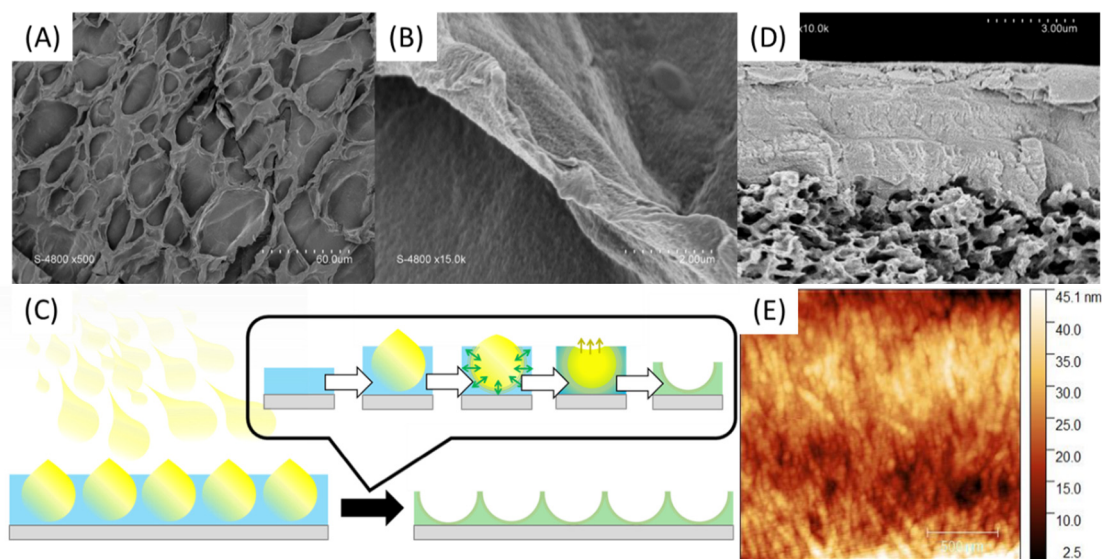 (A)
S-4800 x500
60.0um
(B)
S-4800 x15.0k
2.00um
(D)
x10.0k
3.00um
(C)
(E)
500 nm
45.1 nm
40.0
35.0
30.0
25.0
20.0
15.0
10.0
2.5